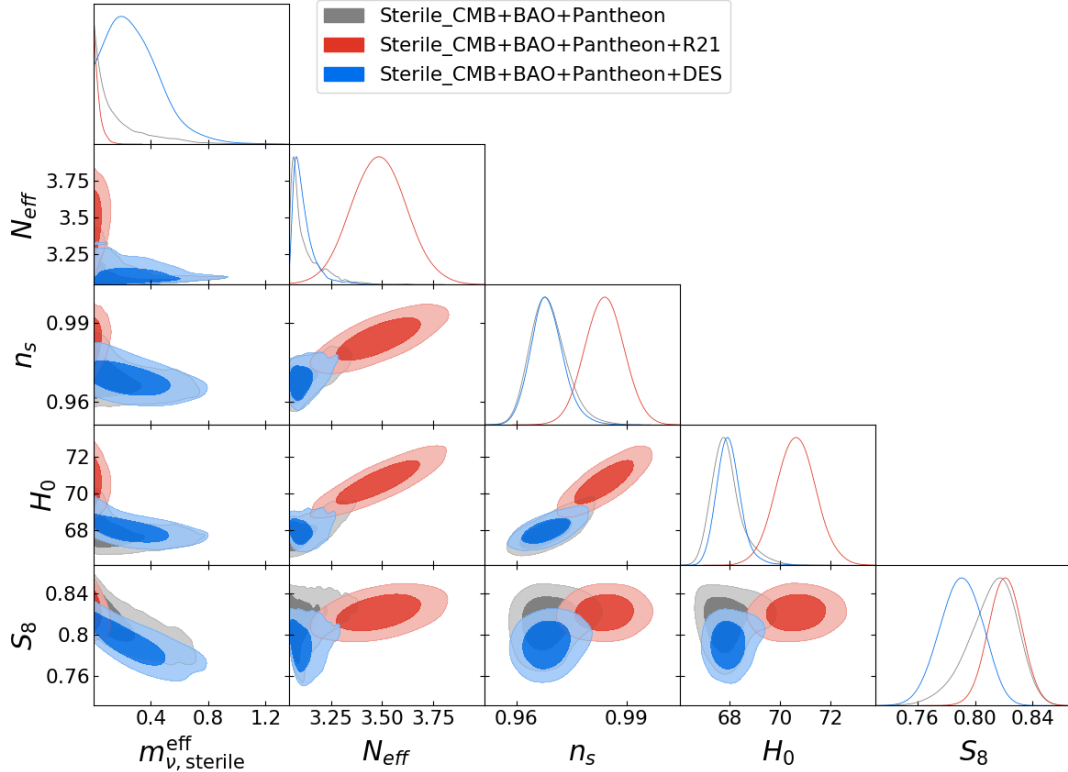 Sterile_CMB+BAO+Pantheon
Sterile_CMB+BAO+Pantheon+R21
Sterile_CMB+BAO+Pantheon+DES
3.75
3.5
3.25
N_eff
0.99
0.96
n_s
72
70
68
H_0
0.84
0.8
0.76
S_8
0.4 0.8 1.2 3.25 3.50 3.75 0.96 0.99 68 70 72 0.76 0.80 0.84
m^eff_ν, sterile N_eff n_s H_0 S_8